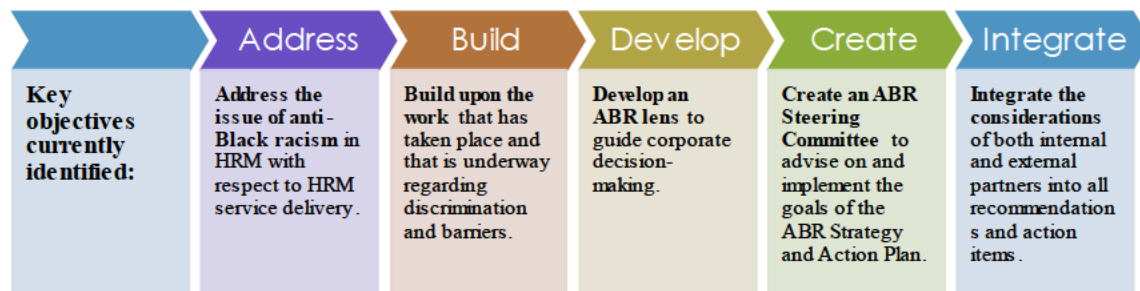 Address
Build
Develop
Create
Integrate
Key
objectives
currently
identified:
Address the
issue of anti-
Black racism in
HRM with
respect to HRM
service delivery.
Build upon the
work that has
taken place and
that is underway
regarding
discrimination
and barriers.
Develop an
ABR lens to
guide corporate
decision-
making.
Create an ABR
Steering
Committee to
advise on and
implement the
goals of the
ABR Strategy
and Action Plan.
Integrate the
considerations
of both internal
and external
partners into all
recommendation
s and action
items.